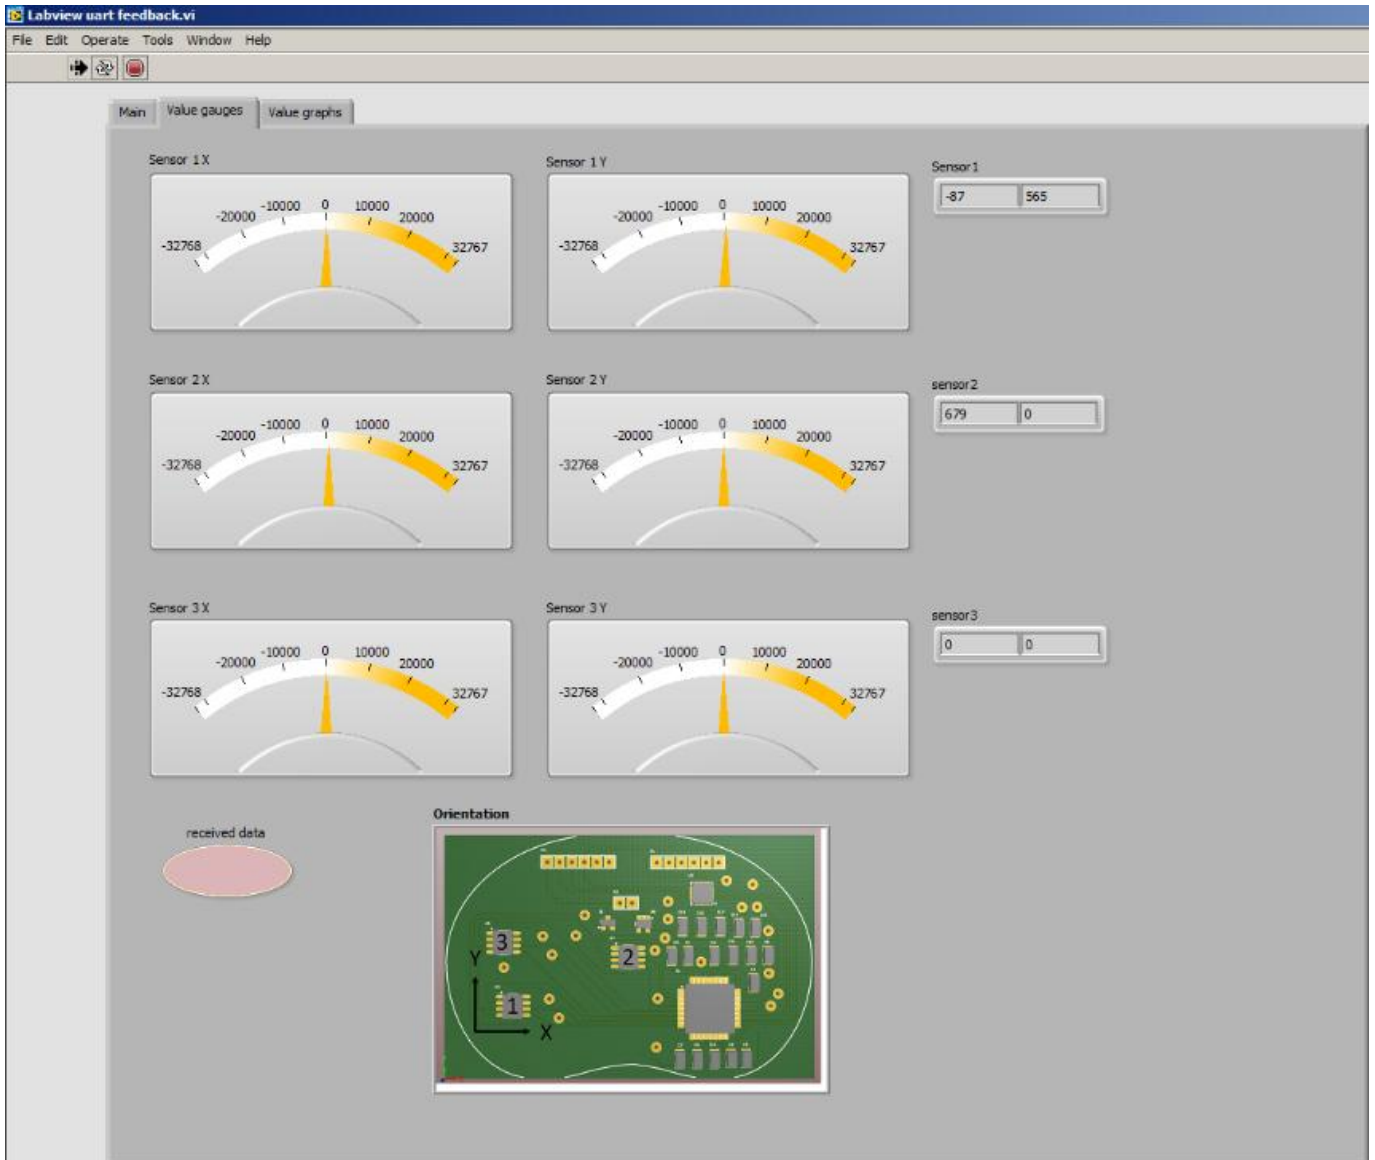 Labview uart feedback.vi
File Edit Operate Tools Window Help
Main Value gauges Value graphs
Sensor 1 X
-32768 -20000 -10000 0 10000 20000 32767
Sensor 1 Y
-32768 -20000 -10000 0 10000 20000 32767
Sensor1
-87 565
Sensor 2 X
-32768 -20000 -10000 0 10000 20000 32767
Sensor 2 Y
-32768 -20000 -10000 0 10000 20000 32767
sensor2
679 0
Sensor 3 X
-32768 -20000 -10000 0 10000 20000 32767
Sensor 3 Y
-32768 -20000 -10000 0 10000 20000 32767
sensor3
0 0
received data
Orientation
3
2
Y
1
X